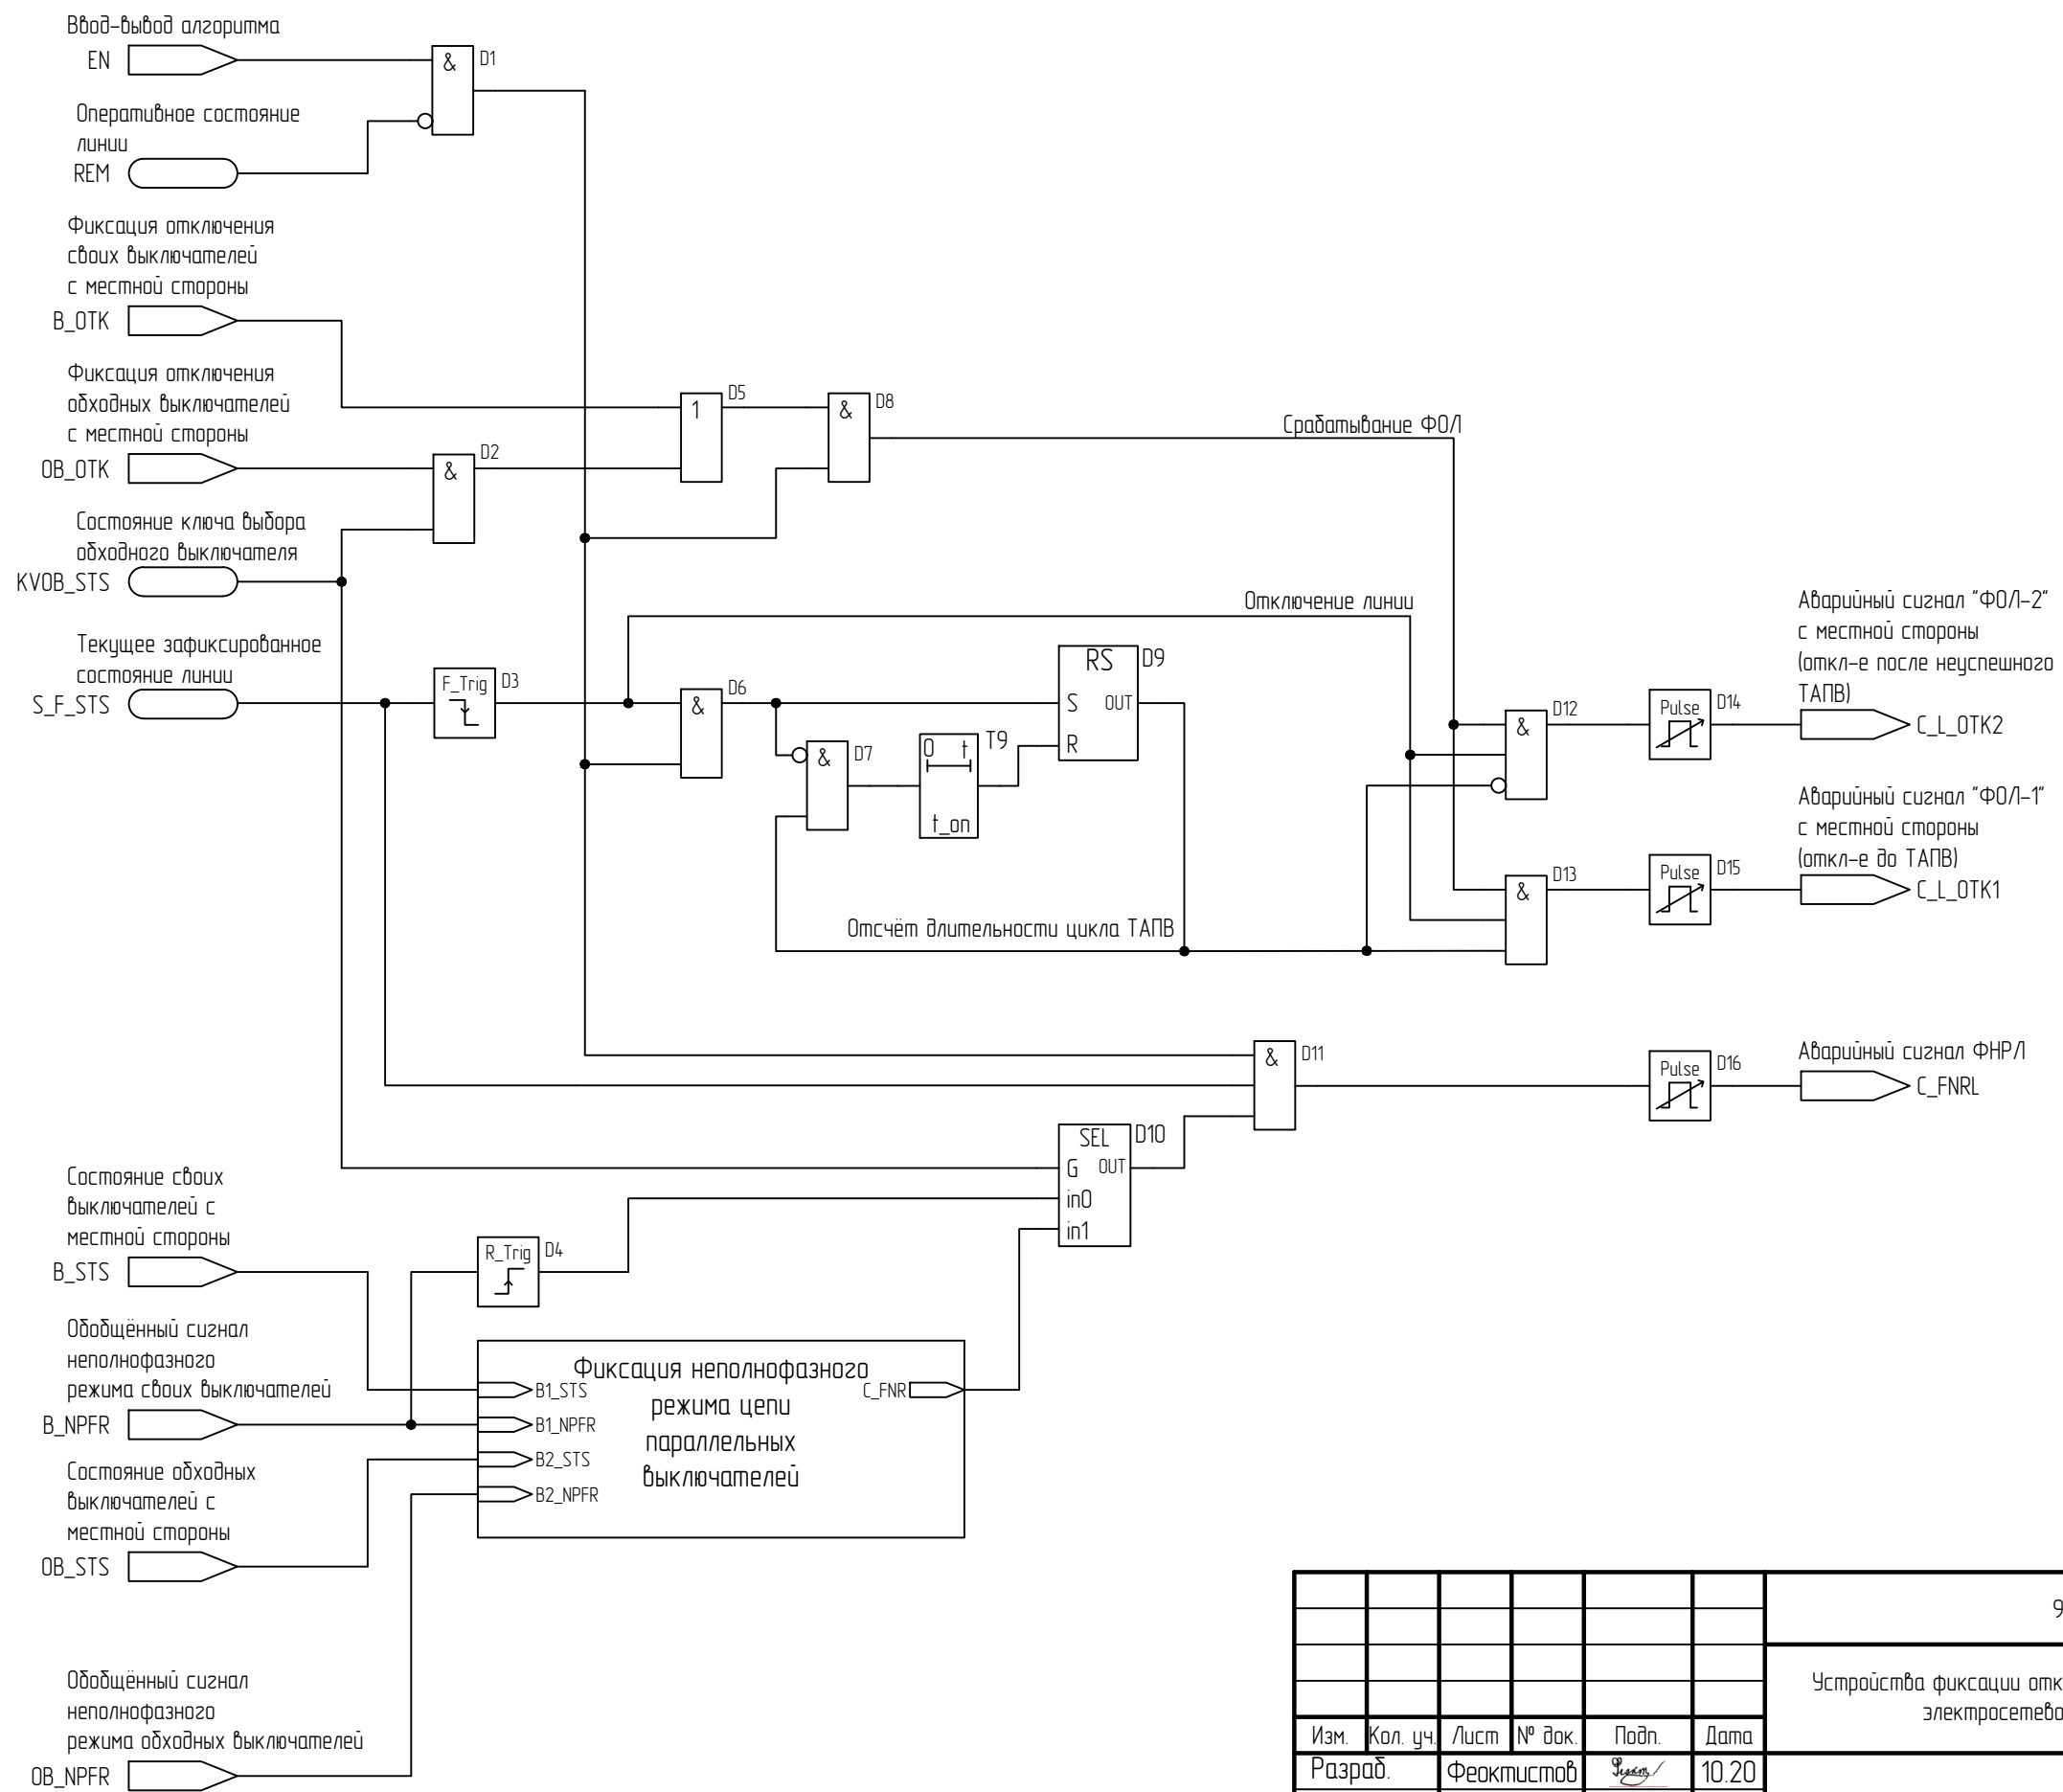 Ввод-вывод алгоритма
EN
& D1
Оперативное состояние
линии
REM
Фиксация отключения
своих выключателей
с местной стороны
B_OTK
Фиксация отключения
обходных выключателей
с местной стороны
OB_OTK
& D2
1 D5
& D8
Срабатывание ФОЛ
Состояние ключа выбора
обходного выключателя
KVOB_STS
Текущее зафиксированное
состояние линии
S_F_STS
F_Trig D3
Отключение линии
& D6
& D7
0 t T9
t_on
RS D9
S OUT
R
Отсчёт длительности цикла ТАПВ
& D12
Pulse D14
Аварийный сигнал "ФОЛ-2"
с местной стороны
(откл-е после неуспешного
ТАПВ)
C_L_OTK2
& D13
Pulse D15
Аварийный сигнал "ФОЛ-1"
с местной стороны
(откл-е до ТАПВ)
C_L_OTK1
& D11
Pulse D16
Аварийный сигнал ФНРЛ
C_FNRL
SEL D10
G OUT
in0
in1
Состояние своих
выключателей с
местной стороны
B_STS
R_Trig D4
Обобщённый сигнал
неполнофазного
режима своих выключателей
B_NPFR
Состояние обходных
выключателей с
местной стороны
OB_STS
Обобщённый сигнал
неполнофазного
режима обходных выключателей
OB_NPFR
Фиксация неполнофазного
режима цепи
параллельных
выключателей
B1_STS
B1_NPFR
B2_STS
B2_NPFR
C_FNR
9
Устройства фиксации отк
электросетево
Изм. Кол. уч. Лист № док. Подп. Дата
Разраб. Феоктистов 10.20